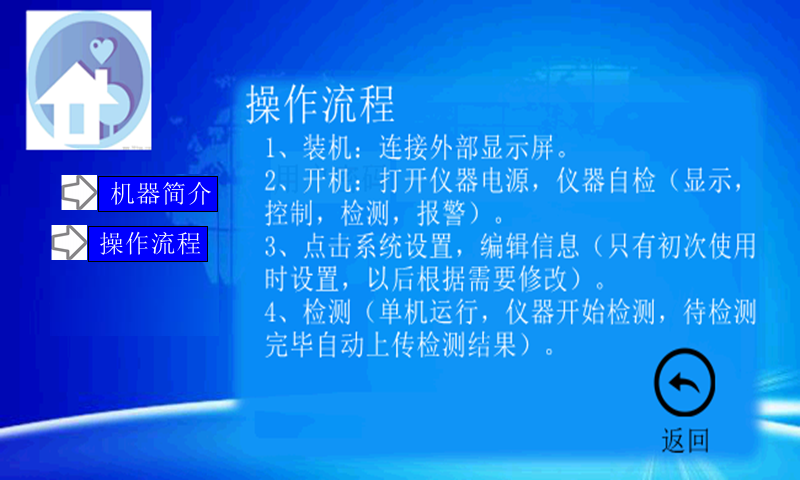 操作流程
1、装机：连接外部显示屏。
2、开机：打开仪器电源，仪器自检（显示，
控制，检测，报警）。
3、点击系统设置，编辑信息（只有初次使用
时设置，以后根据需要修改）。
4、检测（单机运行，仪器开始检测，待检测
完毕自动上传检测结果）。
机器简介
操作流程
返回